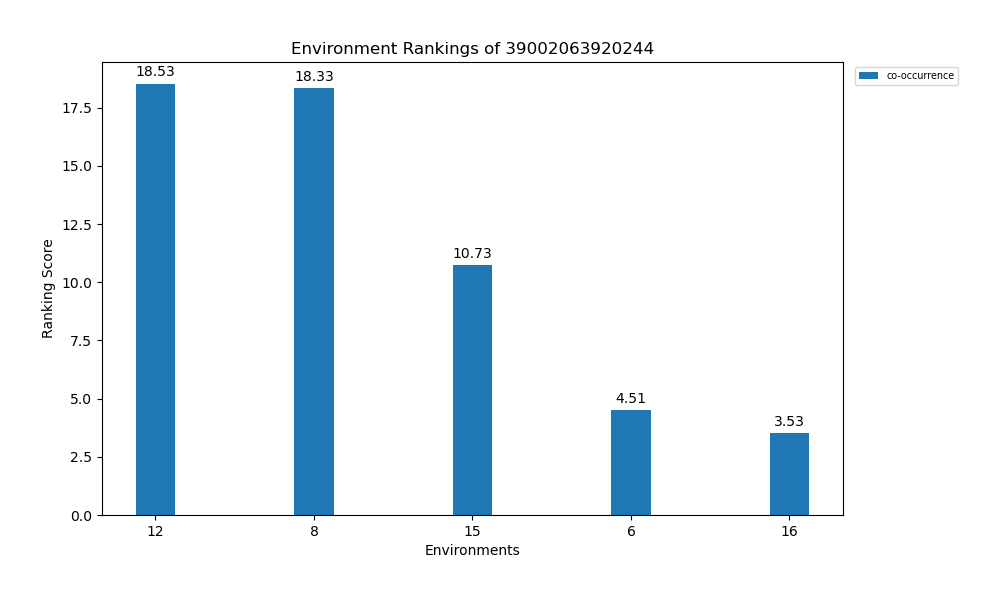 Environment Rankings of 39002063920244
co-occurrence
18.53
18.33
10.73
4.51
3.53
Ranking Score
17.5
15.0
12.5
10.0
7.5
5.0
2.5
0.0
12 8 15 6 16
Environments